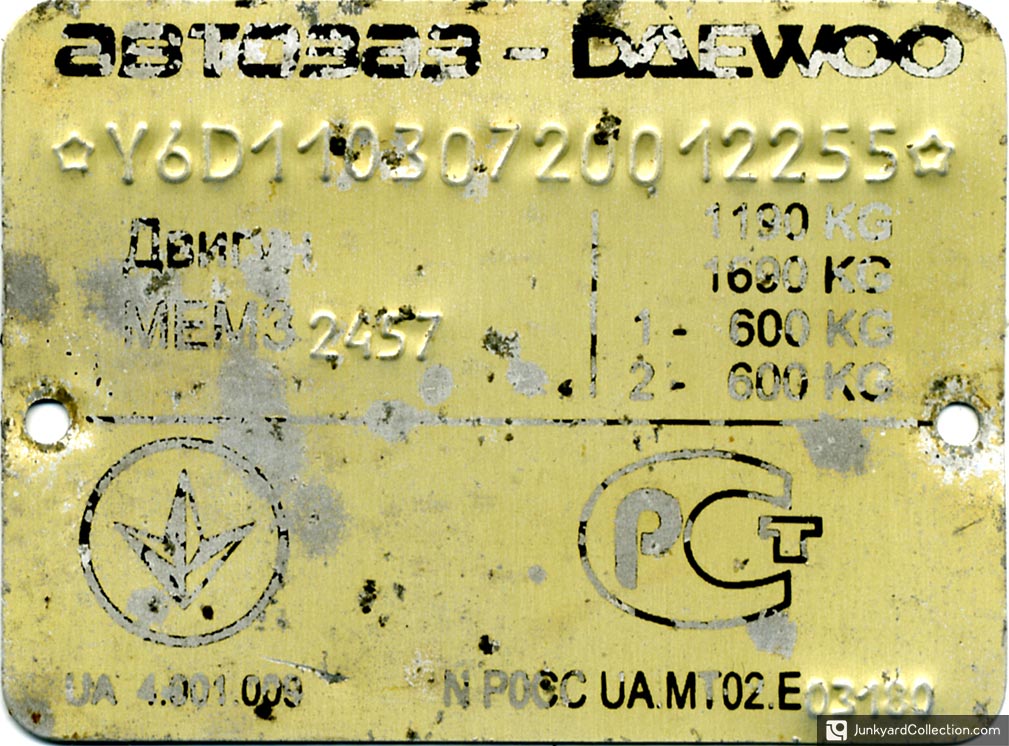 автозаз - DAEWOO
☆Y6D11030720012255☆
Двигун
МЕМЗ 2457
1190 KG
1690 KG
1 - 600 KG
2 - 600 KG
РСТ
UA 4.001.009
N РОСС UA.MT02.E03180
JunkyardCollection.com